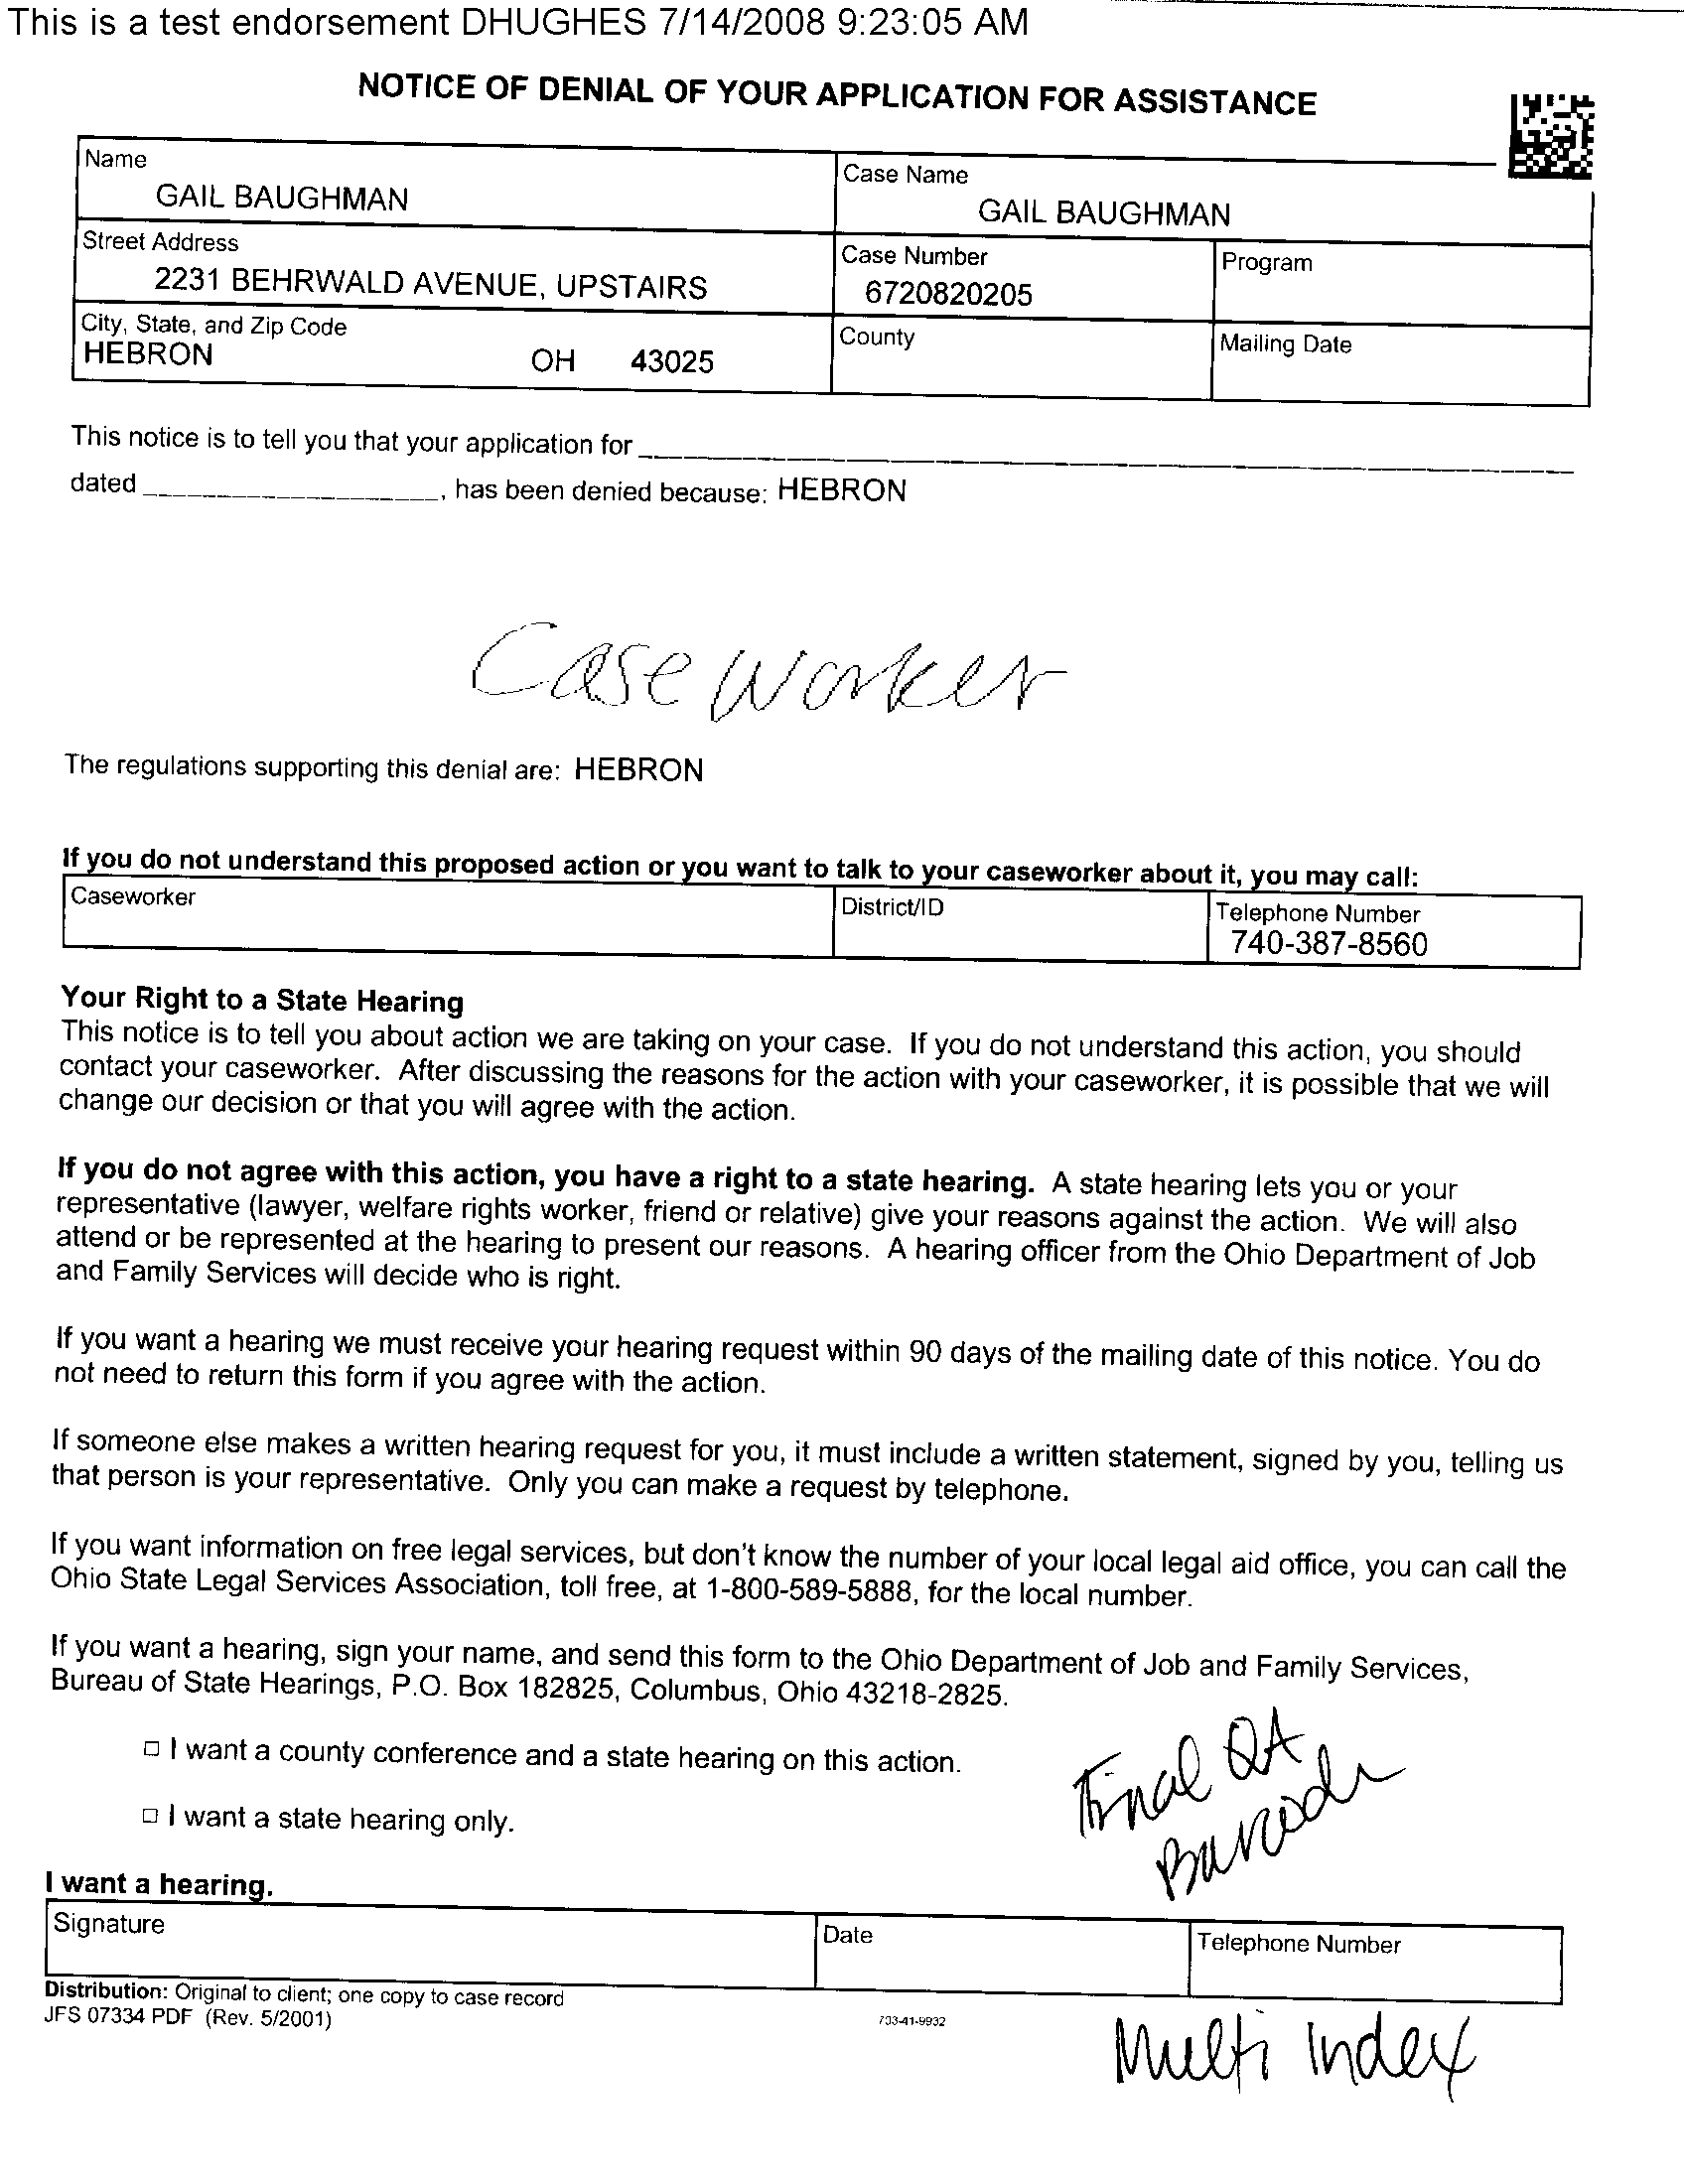 This is a test endorsement DHUGHES 7/14/2008 9:23:05 AM
NOTICE OF DENIAL OF YOUR APPLICATION FOR ASSISTANCE
Name
GAIL BAUGHMAN
Case Name
GAIL BAUGHMAN
Street Address
2231 BEHRWALD AVENUE, UPSTAIRS
Case Number
6720820205
Program
City, State, and Zip Code
HEBRON OH 43025
County
Mailing Date
This notice is to tell you that your application for
dated ____________________, has been denied because: HEBRON
Case Worker
The regulations supporting this denial are: HEBRON
If you do not understand this proposed action or you want to talk to your caseworker about it, you may call:
Caseworker
District/ID
Telephone Number
740-387-8560
Your Right to a State Hearing
This notice is to tell you about action we are taking on your case. If you do not understand this action, you should
contact your caseworker. After discussing the reasons for the action with your caseworker, it is possible that we will
change our decision or that you will agree with the action.
If you do not agree with this action, you have a right to a state hearing. A state hearing lets you or your
representative (lawyer, welfare rights worker, friend or relative) give your reasons against the action. We will also
attend or be represented at the hearing to present our reasons. A hearing officer from the Ohio Department of Job
and Family Services will decide who is right.
If you want a hearing we must receive your hearing request within 90 days of the mailing date of this notice. You do
not need to return this form if you agree with the action.
If someone else makes a written hearing request for you, it must include a written statement, signed by you, telling us
that person is your representative. Only you can make a request by telephone.
If you want information on free legal services, but don't know the number of your local legal aid office, you can call the
Ohio State Legal Services Association, toll free, at 1-800-589-5888, for the local number.
If you want a hearing, sign your name, and send this form to the Ohio Department of Job and Family Services,
Bureau of State Hearings, P.O. Box 182825, Columbus, Ohio 43218-2825.
I want a county conference and a state hearing on this action.
I want a state hearing only.
Final QA
Barcode
I want a hearing.
Signature
Date
Telephone Number
Distribution: Original to client; one copy to case record
JFS 07334 PDF (Rev. 5/2001)
733-41-9932
Multi Index